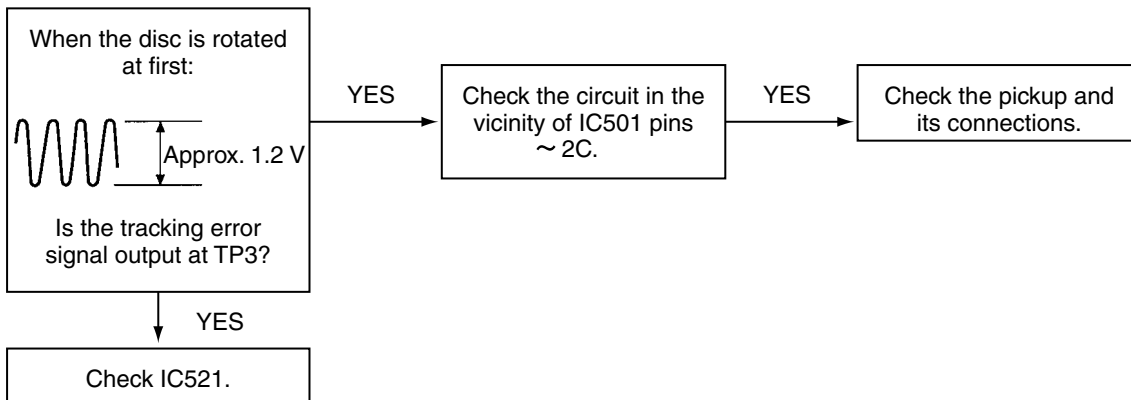 When the disc is rotated
at first:
Approx. 1.2 V
Is the tracking error
signal output at TP3?
YES
Check the circuit in the
vicinity of IC501 pins
~ 2C.
YES
Check the pickup and
its connections.
YES
Check IC521.